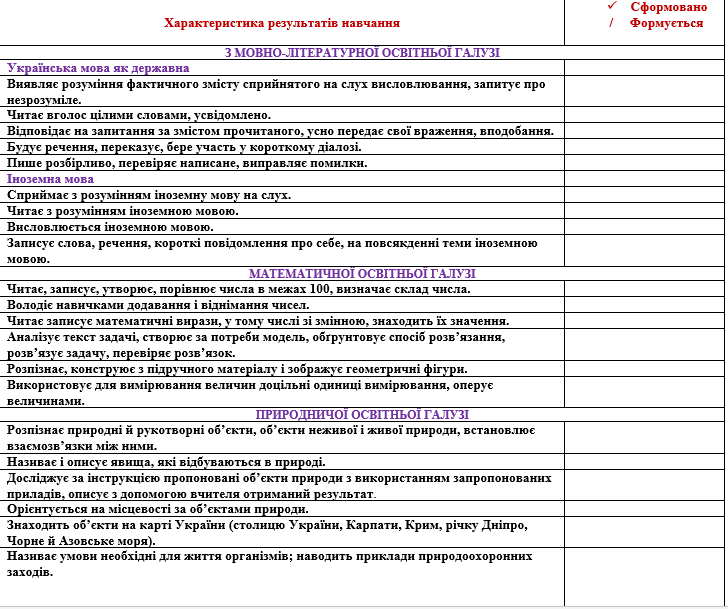 Характеристика результатів навчання
✓ Сформовано
/ Формується
З МОВНО-ЛІТЕРАТУРНОЇ ОСВІТНЬОЇ ГАЛУЗІ
Українська мова як державна
Виявляє розуміння фактичного змісту сприйнятого на слух висловлювання, запитує про
незрозуміле.
Читає вголос цілими словами, усвідомлено.
Відповідає на запитання за змістом прочитаного, усно передає свої враження, вподобання.
Будує речення, переказує, бере участь у короткому діалозі.
Пише розбірливо, перевіряє написане, виправляє помилки.
Іноземна мова
Сприймає з розумінням іноземну мову на слух.
Читає з розумінням іноземною мовою.
Висловлюється іноземною мовою.
Записує слова, речення, короткі повідомлення про себе, на повсякденні теми іноземною
мовою.
МАТЕМАТИЧНОЇ ОСВІТНЬОЇ ГАЛУЗІ
Читає, записує, утворює, порівнює числа в межах 100, визначає склад числа.
Володіє навичками додавання і віднімання чисел.
Читає записує математичні вирази, у тому числі зі змінною, знаходить їх значення.
Аналізує текст задачі, створює за потреби модель, обґрунтовує спосіб розв’язання,
розв’язує задачу, перевіряє розв’язок.
Розпізнає, конструює з підручного матеріалу і зображує геометричні фігури.
Використовує для вимірювання величин доцільні одиниці вимірювання, оперує
величинами.
ПРИРОДНИЧОЇ ОСВІТНЬОЇ ГАЛУЗІ
Розпізнає природні й рукотворні об’єкти, об’єкти неживої і живої природи, встановлює
взаємозв’язки між ними.
Називає і описує явища, які відбуваються в природі.
Досліджує за інструкцією пропоновані об’єкти природи з використанням запропонованих
приладів, описує з допомогою вчителя отриманий результат.
Орієнтується на місцевості за об’єктами природи.
Знаходить об’єкти на карті України (столицю України, Карпати, Крим, річку Дніпро,
Чорне й Азовське моря).
Називає умови необхідні для життя організмів; наводить приклади природоохоронних
заходів.